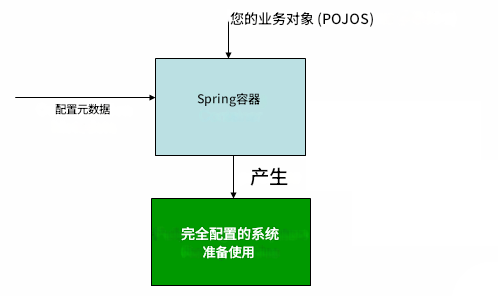 您的业务对象 (POJOS)
Spring容器
配置元数据
产生
完全配置的系统
准备使用